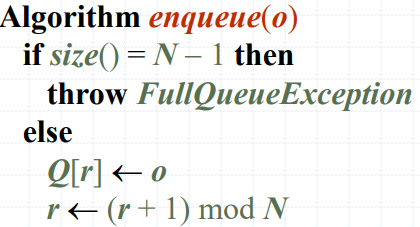 Algorithm enqueue(o)
if size() = N – 1 then
throw FullQueueException
else
Q[r] ← o
r ← (r + 1) mod N